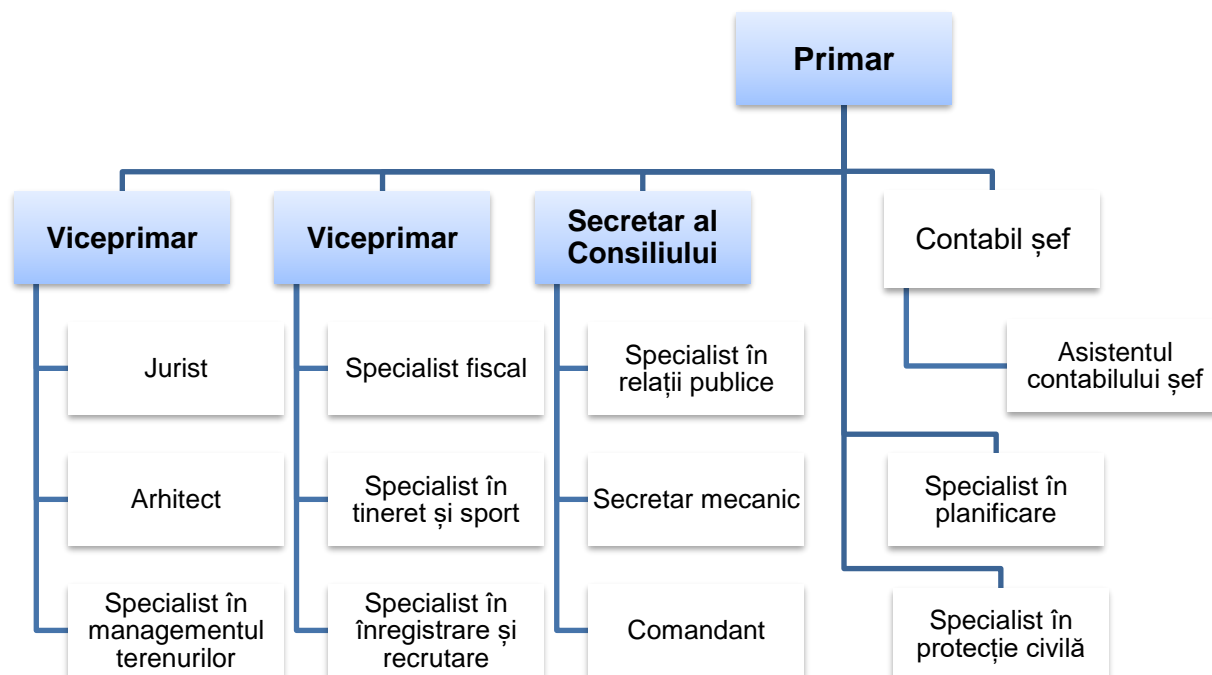 Primar
Viceprimar
Viceprimar
Secretar al
Consiliului
Contabil șef
Jurist
Specialist fiscal
Specialist în
relații publice
Asistentul
contabilului șef
Arhitect
Specialist în
tineret și sport
Secretar mecanic
Specialist în
planificare
Specialist în
managementul
terenurilor
Specialist în
înregistrare și
recrutare
Comandant
Specialist în
protecție civilă